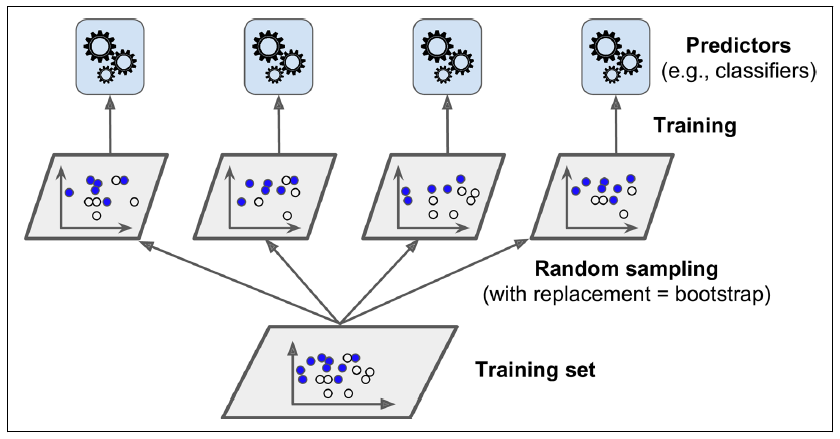 Predictors
(e.g., classifiers)
Training
Random sampling
(with replacement = bootstrap)
Training set